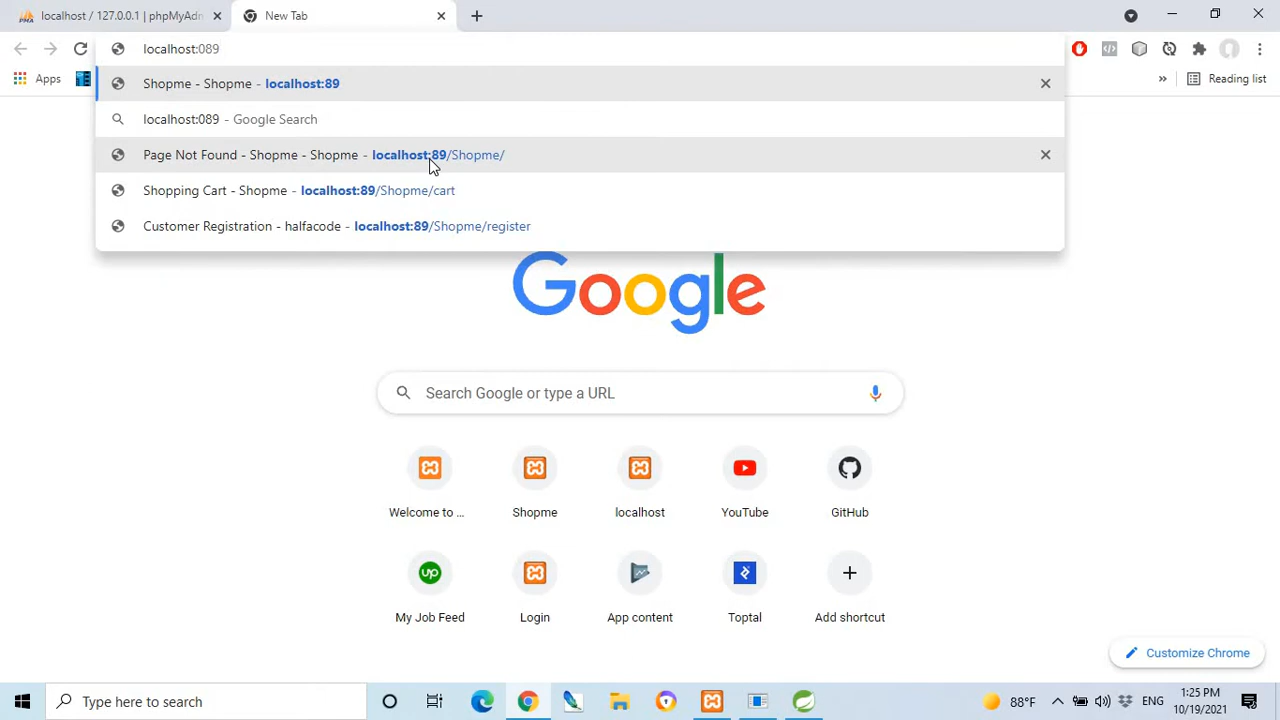 localhost / 127.0.0.1 | phpMyAdm
New Tab
localhost:089
Shopme - Shopme - localhost:89
localhost:089 - Google Search
Page Not Found - Shopme - Shopme - localhost:89/Shopme/
Shopping Cart - Shopme - localhost:89/Shopme/cart
Customer Registration - halfacode - localhost:89/Shopme/register
Apps
»
Reading list
Google
Search Google or type a URL
Welcome to ...
Shopme
localhost
YouTube
GitHub
up
My Job Feed
Login
App content
Toptal
Add shortcut
Customize Chrome
Type here to search
88°F
ENG
1:25 PM
10/19/2021